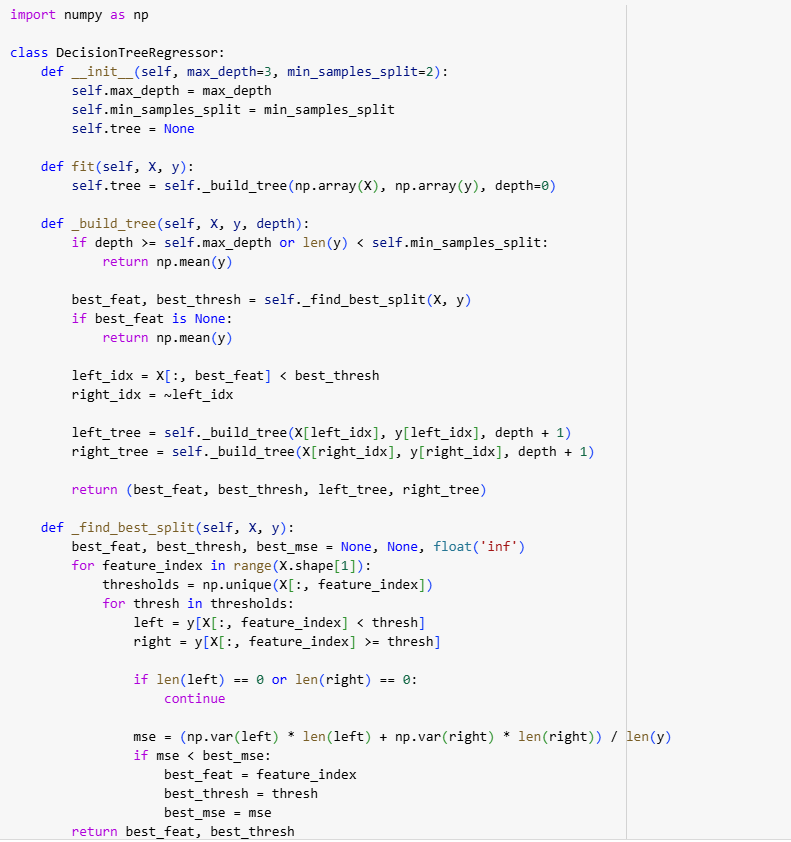 import numpy as np
class DecisionTreeRegressor:
    def __init__(self, max_depth=3, min_samples_split=2):
        self.max_depth = max_depth
        self.min_samples_split = min_samples_split
        self.tree = None
    def fit(self, X, y):
        self.tree = self._build_tree(np.array(X), np.array(y), depth=0)
    def _build_tree(self, X, y, depth):
        if depth >= self.max_depth or len(y) < self.min_samples_split:
            return np.mean(y)
        best_feat, best_thresh = self._find_best_split(X, y)
        if best_feat is None:
            return np.mean(y)
        left_idx = X[:, best_feat] < best_thresh
        right_idx = ~left_idx
        left_tree = self._build_tree(X[left_idx], y[left_idx], depth + 1)
        right_tree = self._build_tree(X[right_idx], y[right_idx], depth + 1)
        return (best_feat, best_thresh, left_tree, right_tree)
    def _find_best_split(self, X, y):
        best_feat, best_thresh, best_mse = None, None, float('inf')
        for feature_index in range(X.shape[1]):
            thresholds = np.unique(X[:, feature_index])
            for thresh in thresholds:
                left = y[X[:, feature_index] < thresh]
                right = y[X[:, feature_index] >= thresh]
                if len(left) == 0 or len(right) == 0:
                    continue
                mse = (np.var(left) * len(left) + np.var(right) * len(right)) / len(y)
                if mse < best_mse:
                    best_feat = feature_index
                    best_thresh = thresh
                    best_mse = mse
        return best_feat, best_thresh